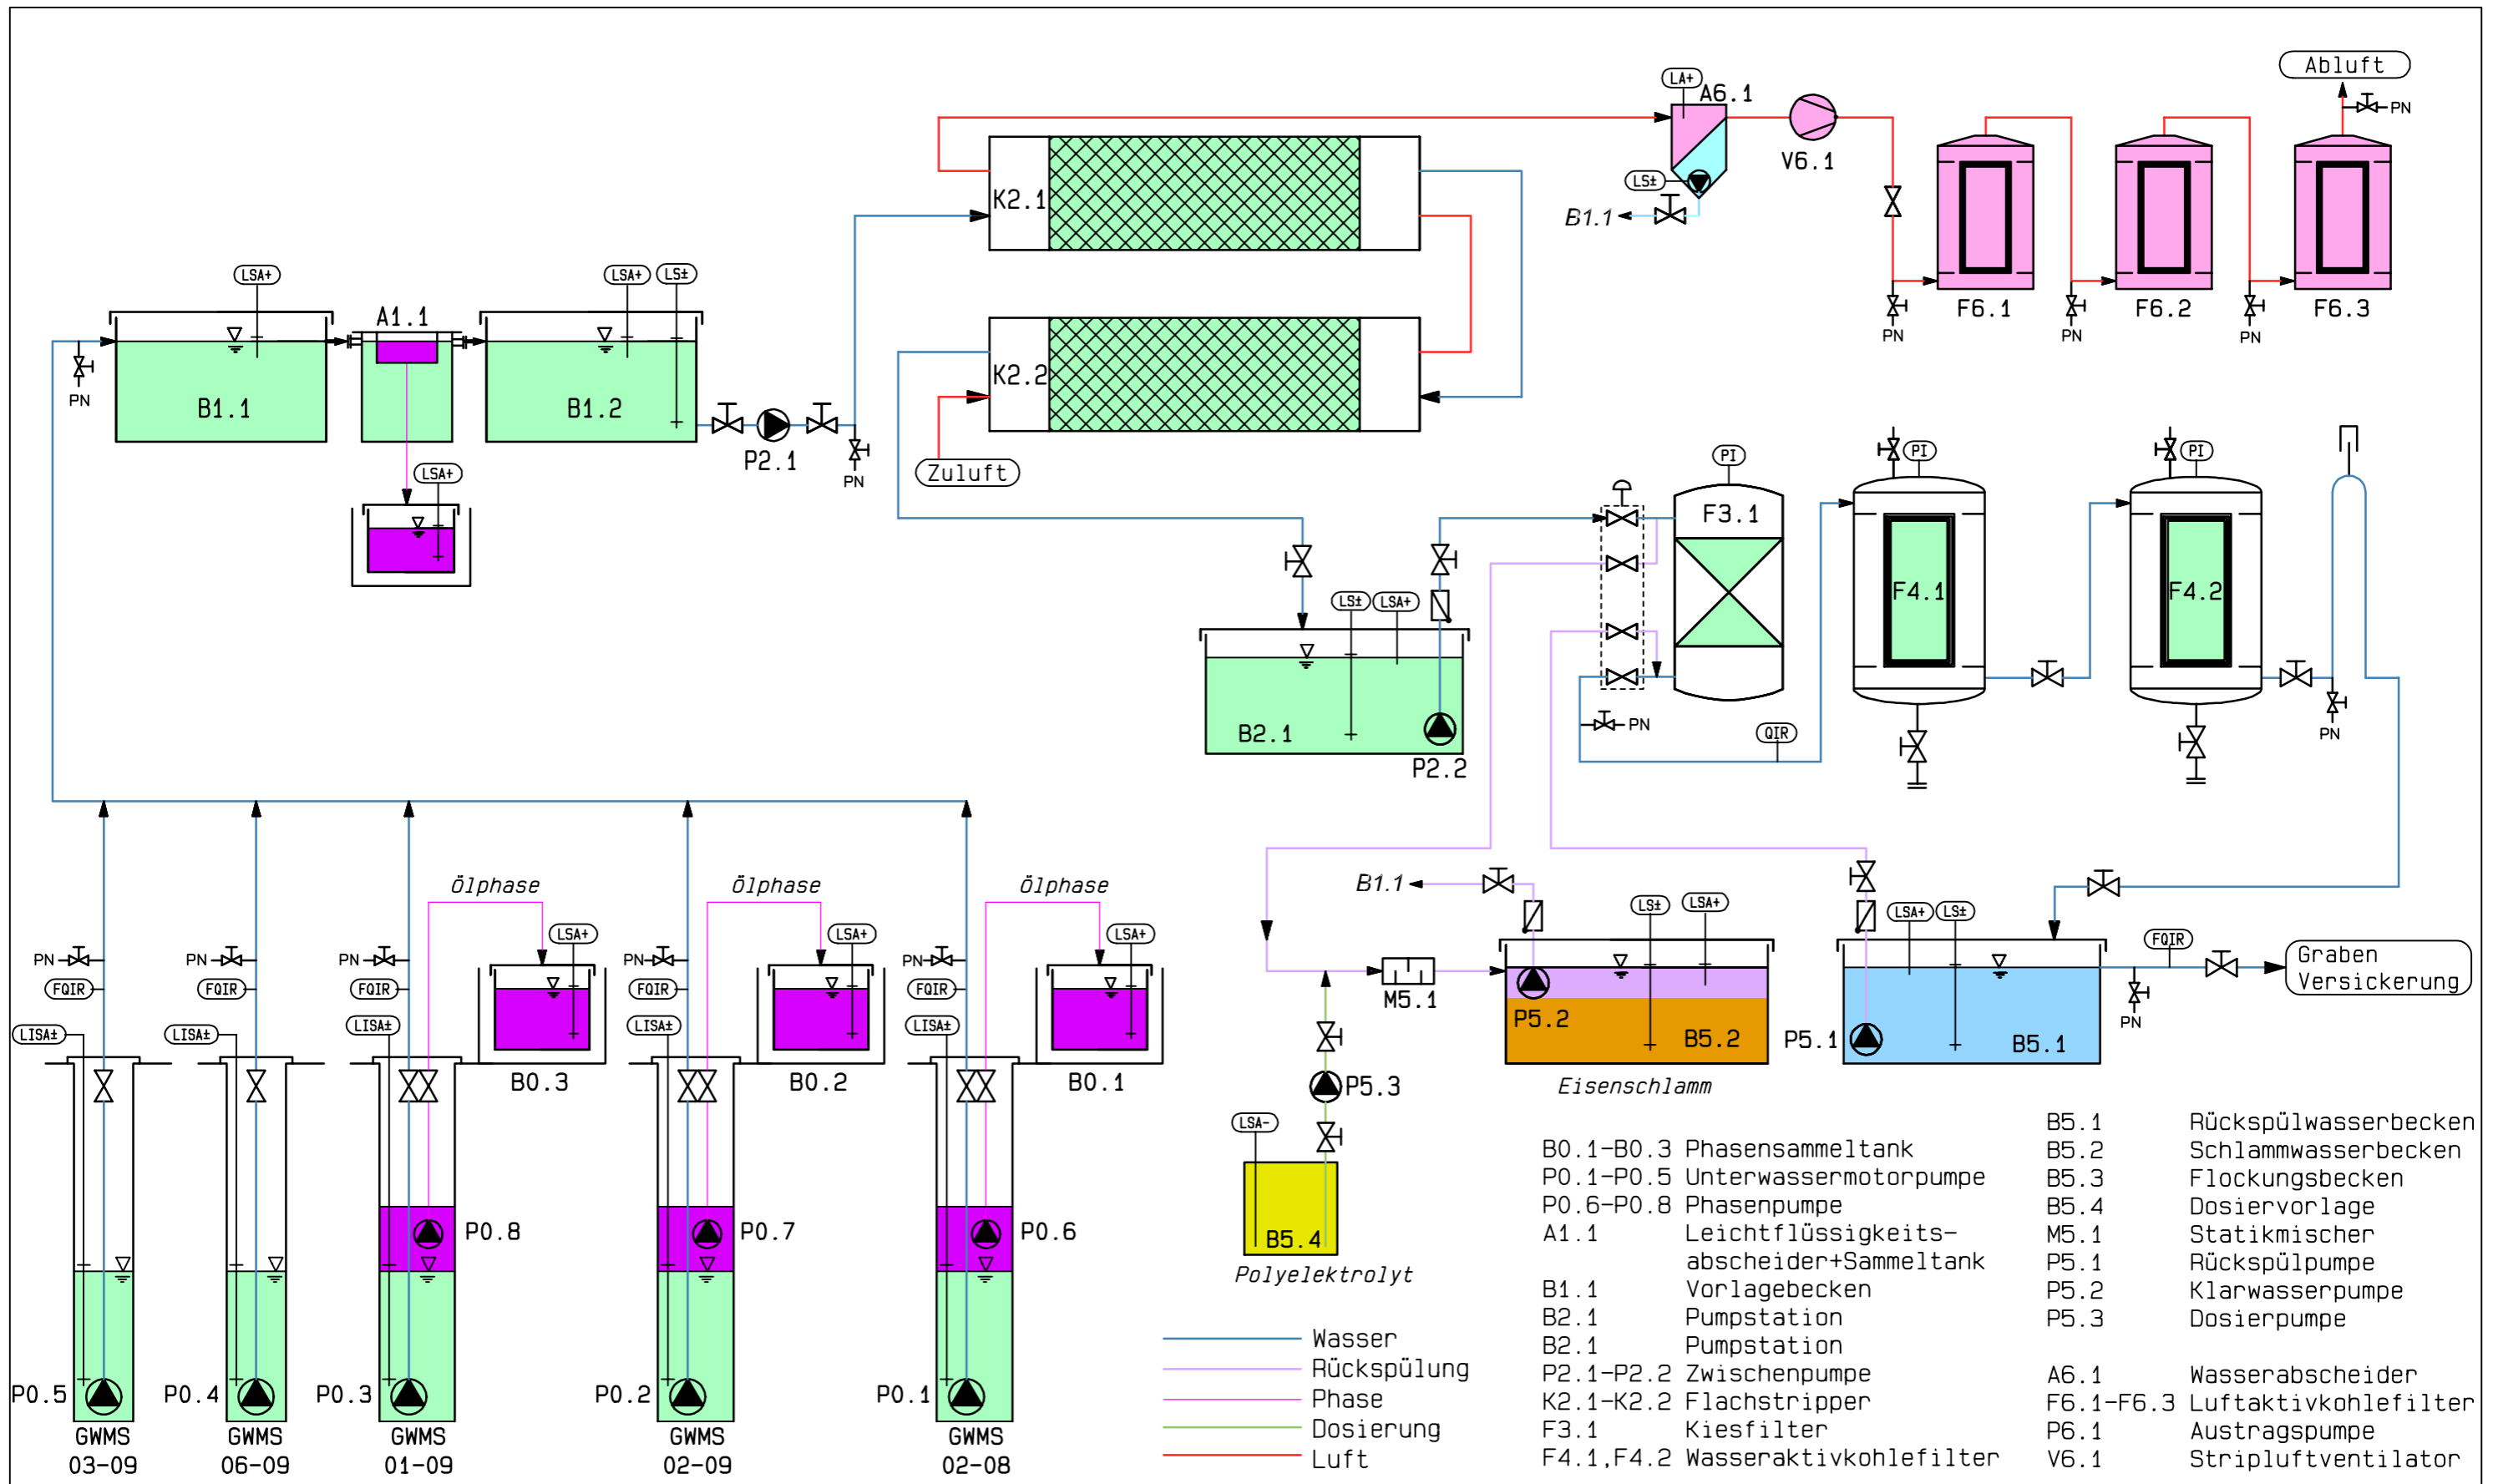 Abluft
LA+
A6.1
PN
V6.1
K2.1
LS±
B1.1
F6.1
F6.2
F6.3
PN
PN
PN
LSA+
LSA+
LS±
A1.1
K2.2
PN
B1.1
B1.2
P2.1
PN
Zuluft
LSA+
PI
PI
PI
F3.1
F4.1
F4.2
LS±
LSA+
B2.1
P2.2
PN
QIR
PN
Ölphase
Ölphase
Ölphase
B1.1
LS±
LSA+
LSA+
LS±
FQIR
LSA+
LSA+
LSA+
PN
PN
PN
PN
PN
Graben
Versickerung
FQIR
FQIR
FQIR
FQIR
FQIR
M5.1
P5.2
B5.2
P5.1
B5.1
PN
LISA±
LISA±
LISA±
LISA±
LISA±
B0.3
B0.2
B0.1
P5.3
Eisenschlamm
LSA-
P0.8
P0.7
P0.6
B5.4
Polyelektrolyt
P0.5
P0.4
P0.3
P0.2
P0.1
GWMS
03-09
GWMS
06-09
GWMS
01-09
GWMS
02-09
GWMS
02-08
Wasser
Rückspülung
Phase
Dosierung
Luft
B0.1-B0.3 Phasensammeltank
P0.1-P0.5 Unterwassermotorpumpe
P0.6-P0.8 Phasenpumpe
A1.1 Leichtflüssigkeits-
abscheider+Sammeltank
B1.1 Vorlagebecken
B2.1 Pumpstation
B2.1 Pumpstation
P2.1-P2.2 Zwischenpumpe
K2.1-K2.2 Flachstripper
F3.1 Kiesfilter
F4.1,F4.2 Wasseraktivkohlefilter
B5.1 Rückspülwasserbecken
B5.2 Schlammwasserbecken
B5.3 Flockungsbecken
B5.4 Dosiervorlage
M5.1 Statikmischer
P5.1 Rückspülpumpe
P5.2 Klarwasserpumpe
P5.3 Dosierpumpe
A6.1 Wasserabscheider
F6.1-F6.3 Luftaktivkohlefilter
P6.1 Austragspumpe
V6.1 Stripluftventilator